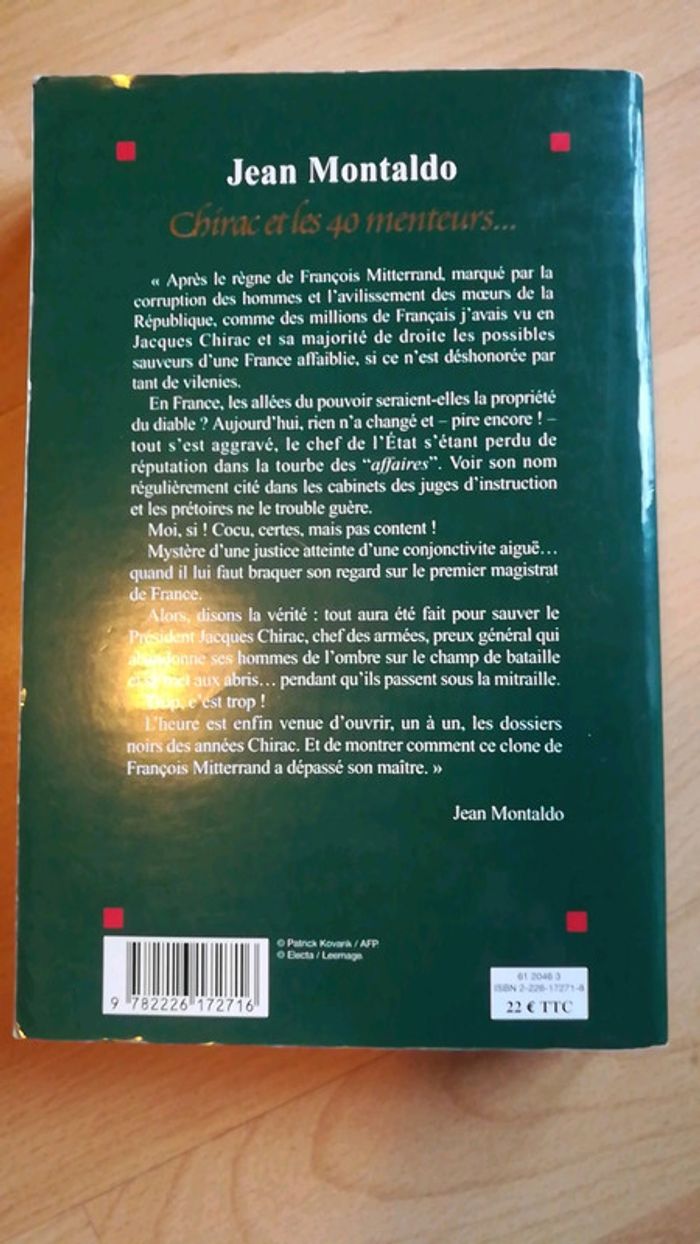 Jean Montaldo
Chirac et les 40 menteurs...
« Après le règne de François Mitterrand, marqué par la
corruption des hommes et l'avilissement des mœurs de la
République, comme des millions de Français j'avais vu en
Jacques Chirac et sa majorité de droite les possibles
sauveurs d'une France affaiblie, si ce n'est déshonorée par
tant de vilenies.
En France, les allées du pouvoir seraient-elles la propriété
du diable ? Aujourd'hui, rien n'a changé et – pire encore ! –
tout s'est aggravé, le chef de l'État s'étant perdu de
réputation dans la tourbe des "affaires". Voir son nom
régulièrement cité dans les cabinets des juges d'instruction
et les prétoires ne le trouble guère.
Moi, si ! Cocu, certes, mais pas content !
Mystère d'une justice atteinte d'une conjonctivite aiguë…
quand il lui faut braquer son regard sur le premier magistrat
de France.
Alors, disons la vérité : tout aura été fait pour sauver le
Président Jacques Chirac, chef des armées, preux général qui
abandonne ses hommes de l'ombre sur le champ de bataille
et se met aux abris… pendant qu'ils passent sous la mitraille.
Trop, c'est trop !
L'heure est enfin venue d'ouvrir, un à un, les dossiers
noirs des années Chirac. Et de montrer comment ce clone de
François Mitterrand a dépassé son maître. »
Jean Montaldo
© Patrick Kovarik / AFP
© Electa / Leemage
9 782226 172716
61 2046 3
ISBN 2-226-17271-8
22 € TTC